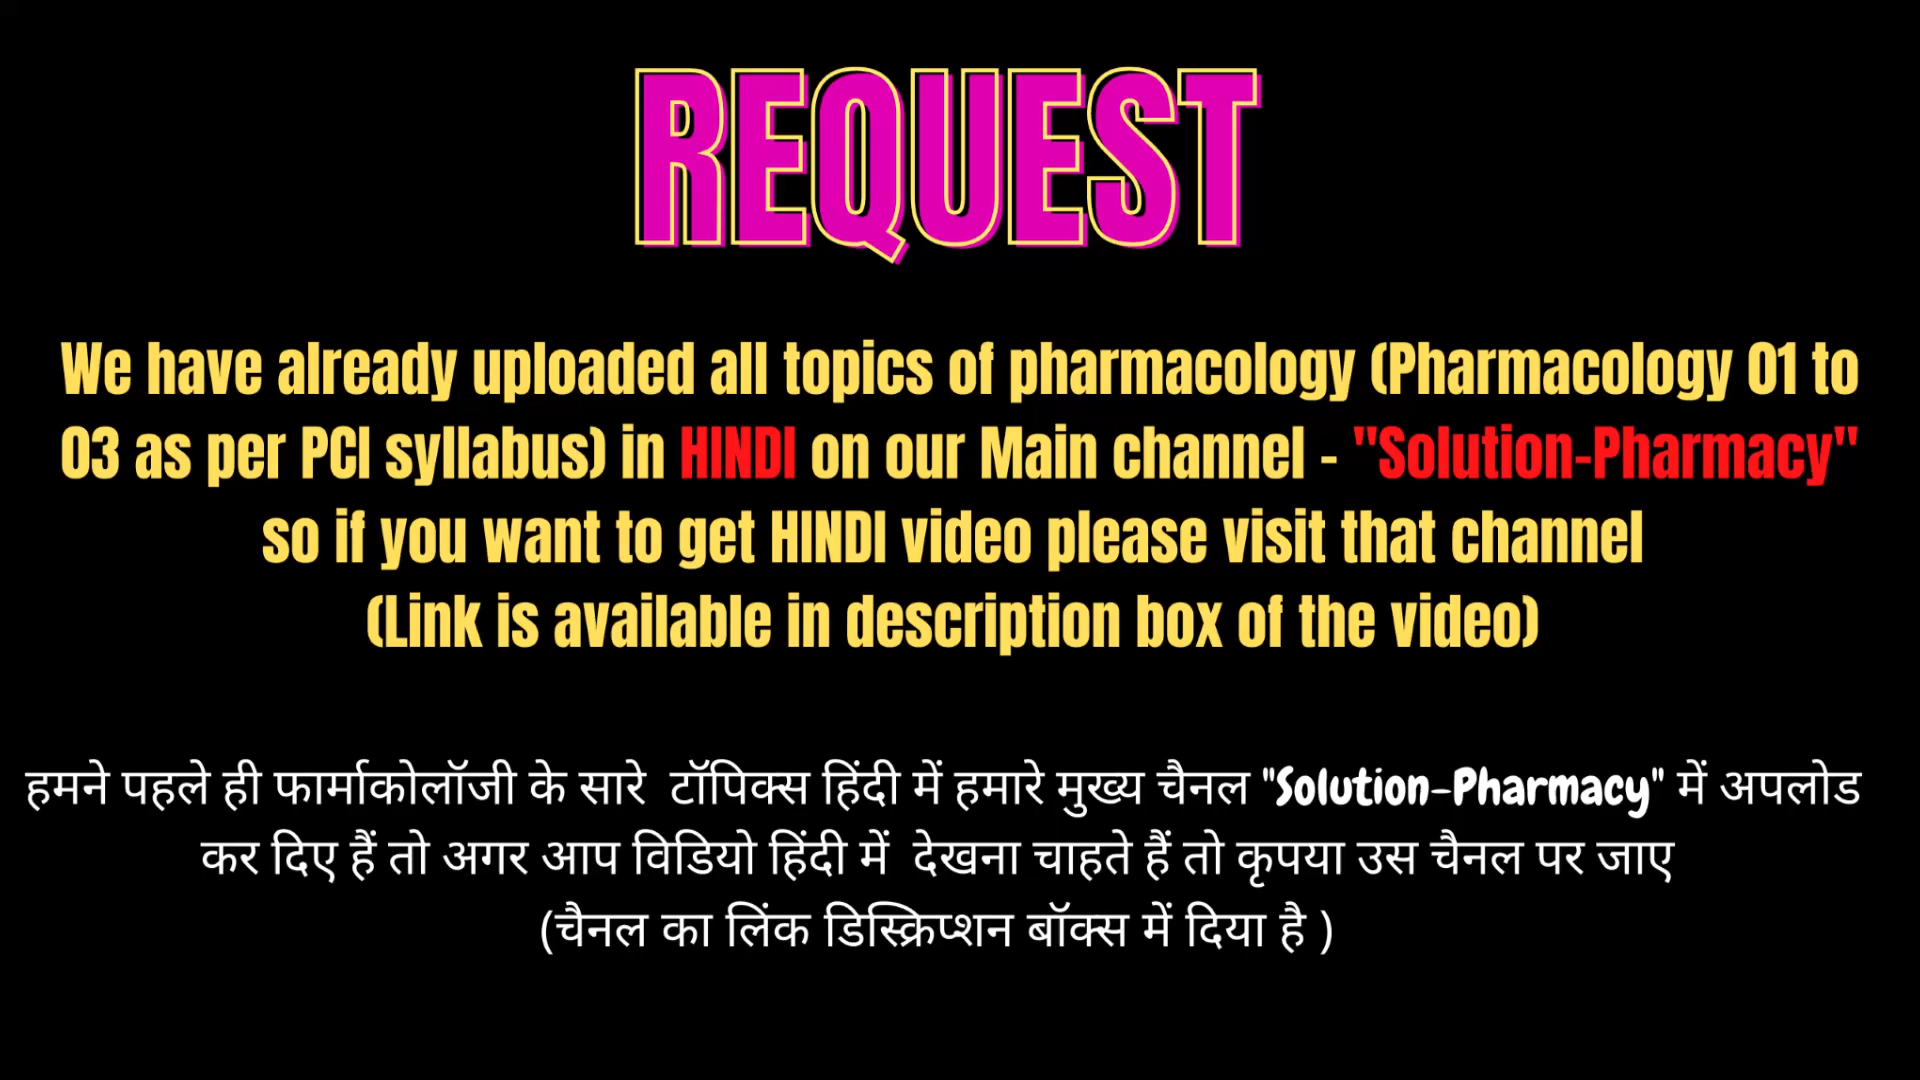 REQUEST
We have already uploaded all topics of pharmacology (Pharmacology 01 to
03 as per PCI syllabus) in HINDI on our Main channel - "Solution-Pharmacy"
so if you want to get HINDI video please visit that channel
(Link is available in description box of the video)
हमने पहले ही फार्माकोलॉजी के सारे टॉपिक्स हिंदी में हमारे मुख्य चैनल "Solution-Pharmacy" में अपलोड
कर दिए हैं तो अगर आप विडियो हिंदी में देखना चाहते हैं तो कृपया उस चैनल पर जाए
(चैनल का लिंक डिस्क्रिप्शन बॉक्स में दिया है )